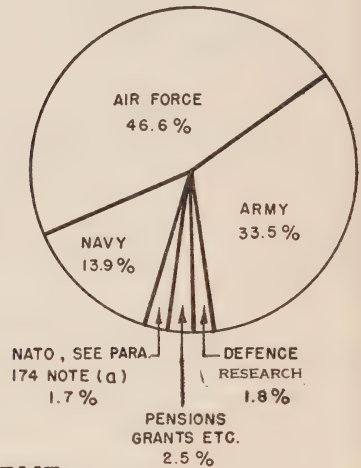 AIR FORCE
46.6%
ARMY
33.5%
NAVY
13.9%
NATO, SEE PARA.
174 NOTE (a)
1.7%
DEFENCE
RESEARCH
1.8%
PENSIONS
GRANTS ETC.
2.5 %